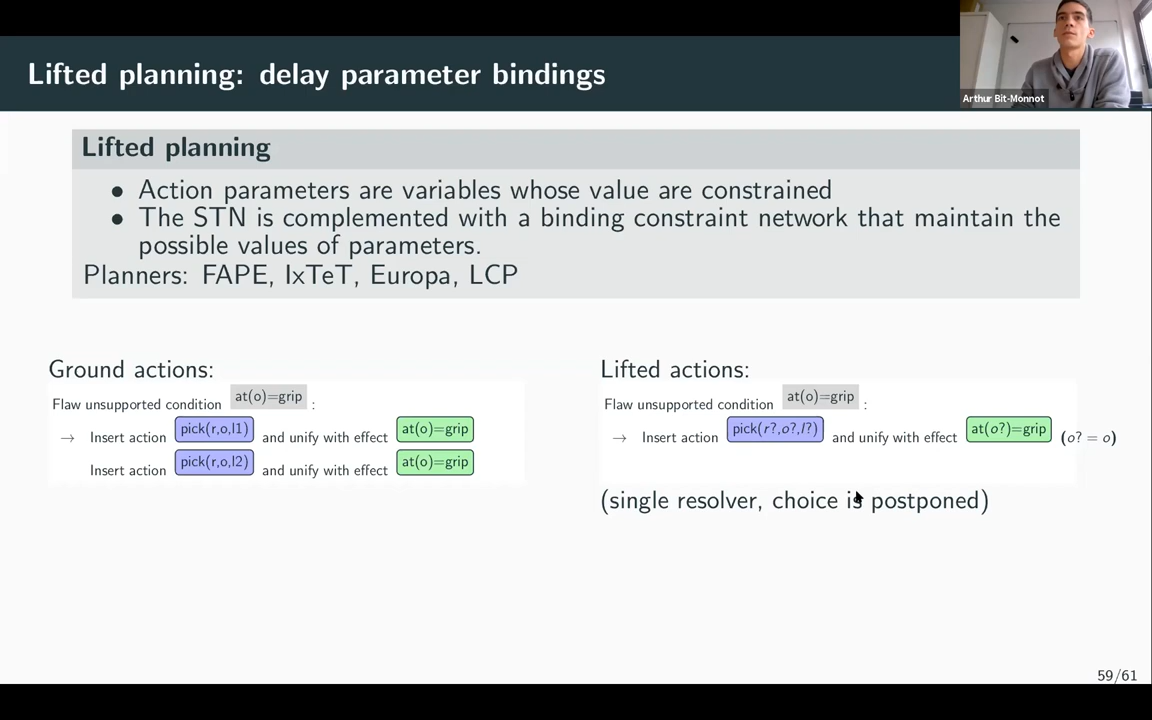 Lifted planning: delay parameter bindings
Arthur Bit-Monnot
Lifted planning
• Action parameters are variables whose value are constrained
• The STN is complemented with a binding constraint network that maintain the
possible values of parameters.
Planners: FAPE, IxTeT, Europa, LCP
Ground actions:
Flaw unsupported condition at(o)=grip :
→ Insert action pick(r,o,l1) and unify with effect at(o)=grip
Insert action pick(r,o,l2) and unify with effect at(o)=grip
Lifted actions:
Flaw unsupported condition at(o)=grip :
→ Insert action pick(r?,o?,l?) and unify with effect at(o?)=grip (o? = o)
(single resolver, choice is postponed)
59/61